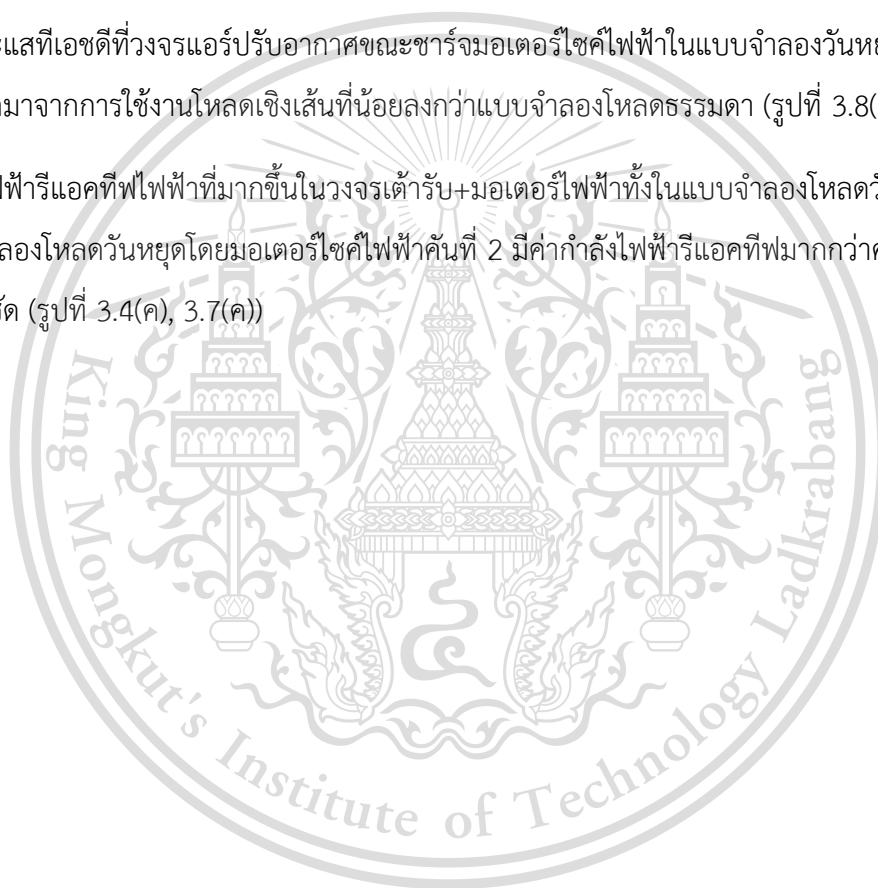 ะแสทีเอชดีที่วงจรแอร์ปรับอากาศขณะชาร์จมอเตอร์ไซค์ไฟฟ้าในแบบจำลองวันหยุ
มาจากการใช้งานโหลดเชิงเส้นที่น้อยลงกว่าแบบจำลองโหลดธรรมดา (รูปที่ 3.8(
ฟ้ารีแอคทีฟไฟฟ้าที่มากขึ้นในวงจรเต้ารับ+มอเตอร์ไฟฟ้าทั้งในแบบจำลองโหลดวั
ลองโหลดวันหยุดโดยมอเตอร์ไซค์ไฟฟ้าคันที่ 2 มีค่ากำลังไฟฟ้ารีแอคทีฟมากกว่าค
ชัด (รูปที่ 3.4(ค), 3.7(ค))
King Mongkut's Institute of Technology Ladkrabang